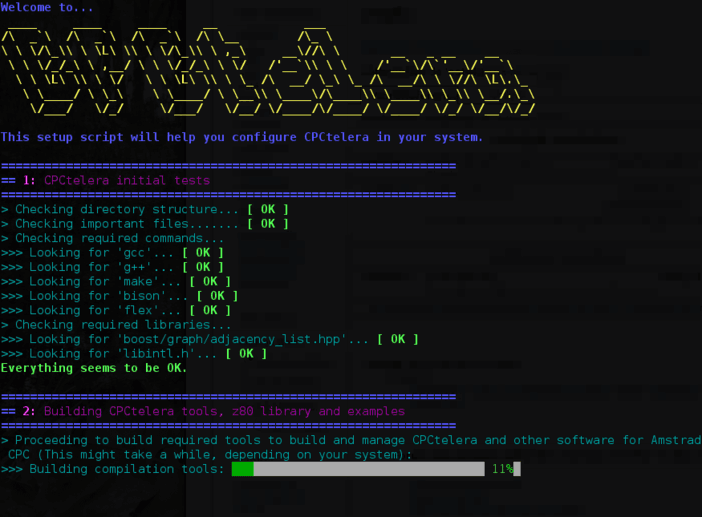 Welcome to...
CPCtelera
This setup script will help you configure CPCtelera in your system.
===============================================================
== 1: CPCtelera initial tests
===============================================================
> Checking directory structure... [ OK ]
> Checking important files....... [ OK ]
> Checking required commands...
>>> Looking for 'gcc'... [ OK ]
>>> Looking for 'g++'... [ OK ]
>>> Looking for 'make'... [ OK ]
>>> Looking for 'bison'... [ OK ]
>>> Looking for 'flex'... [ OK ]
> Checking required libraries...
>>> Looking for 'boost/graph/adjacency_list.hpp'... [ OK ]
>>> Looking for 'libintl.h'... [ OK ]
Everything seems to be OK.
===============================================================
== 2: Building CPCtelera tools, z80 library and examples
===============================================================
> Proceeding to build required tools to build and manage CPCtelera and other software for Amstrad
CPC (This might take a while, depending on your system):
>>> Building compilation tools: 11%